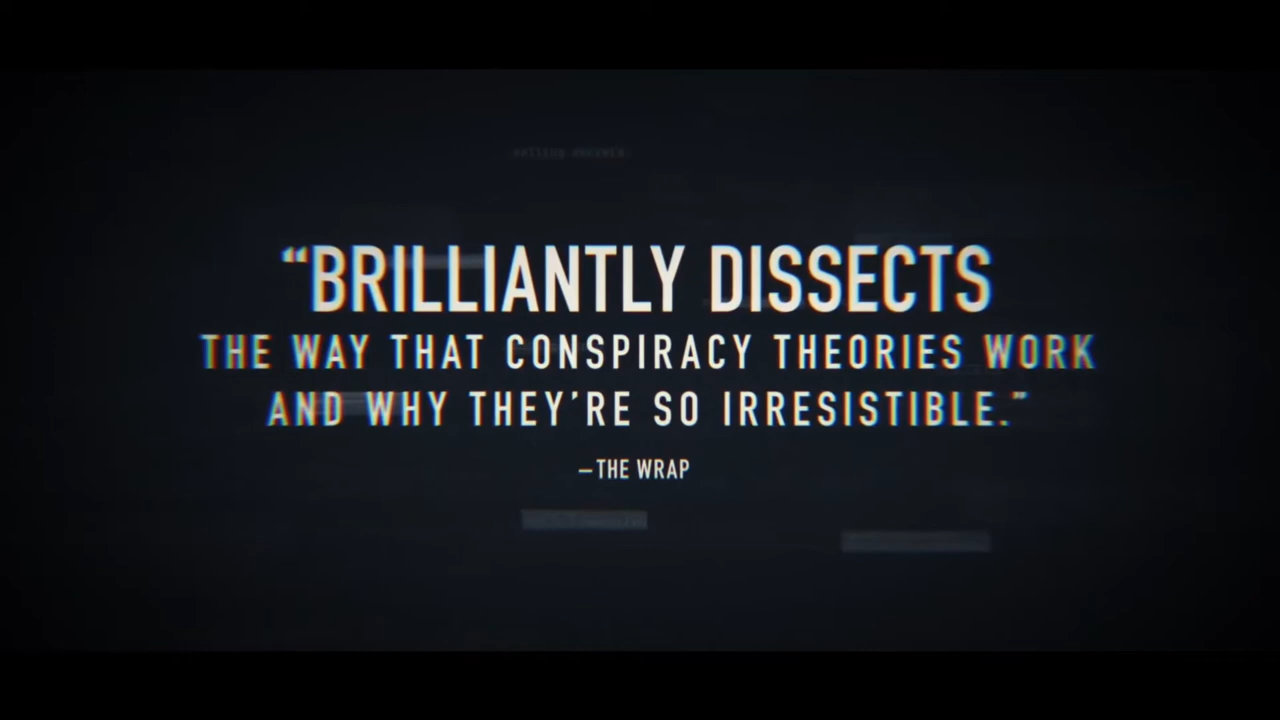 “BRILLIANTLY DISSECTS
THE WAY THAT CONSPIRACY THEORIES WORK
AND WHY THEY’RE SO IRRESISTIBLE.”
–THE WRAP